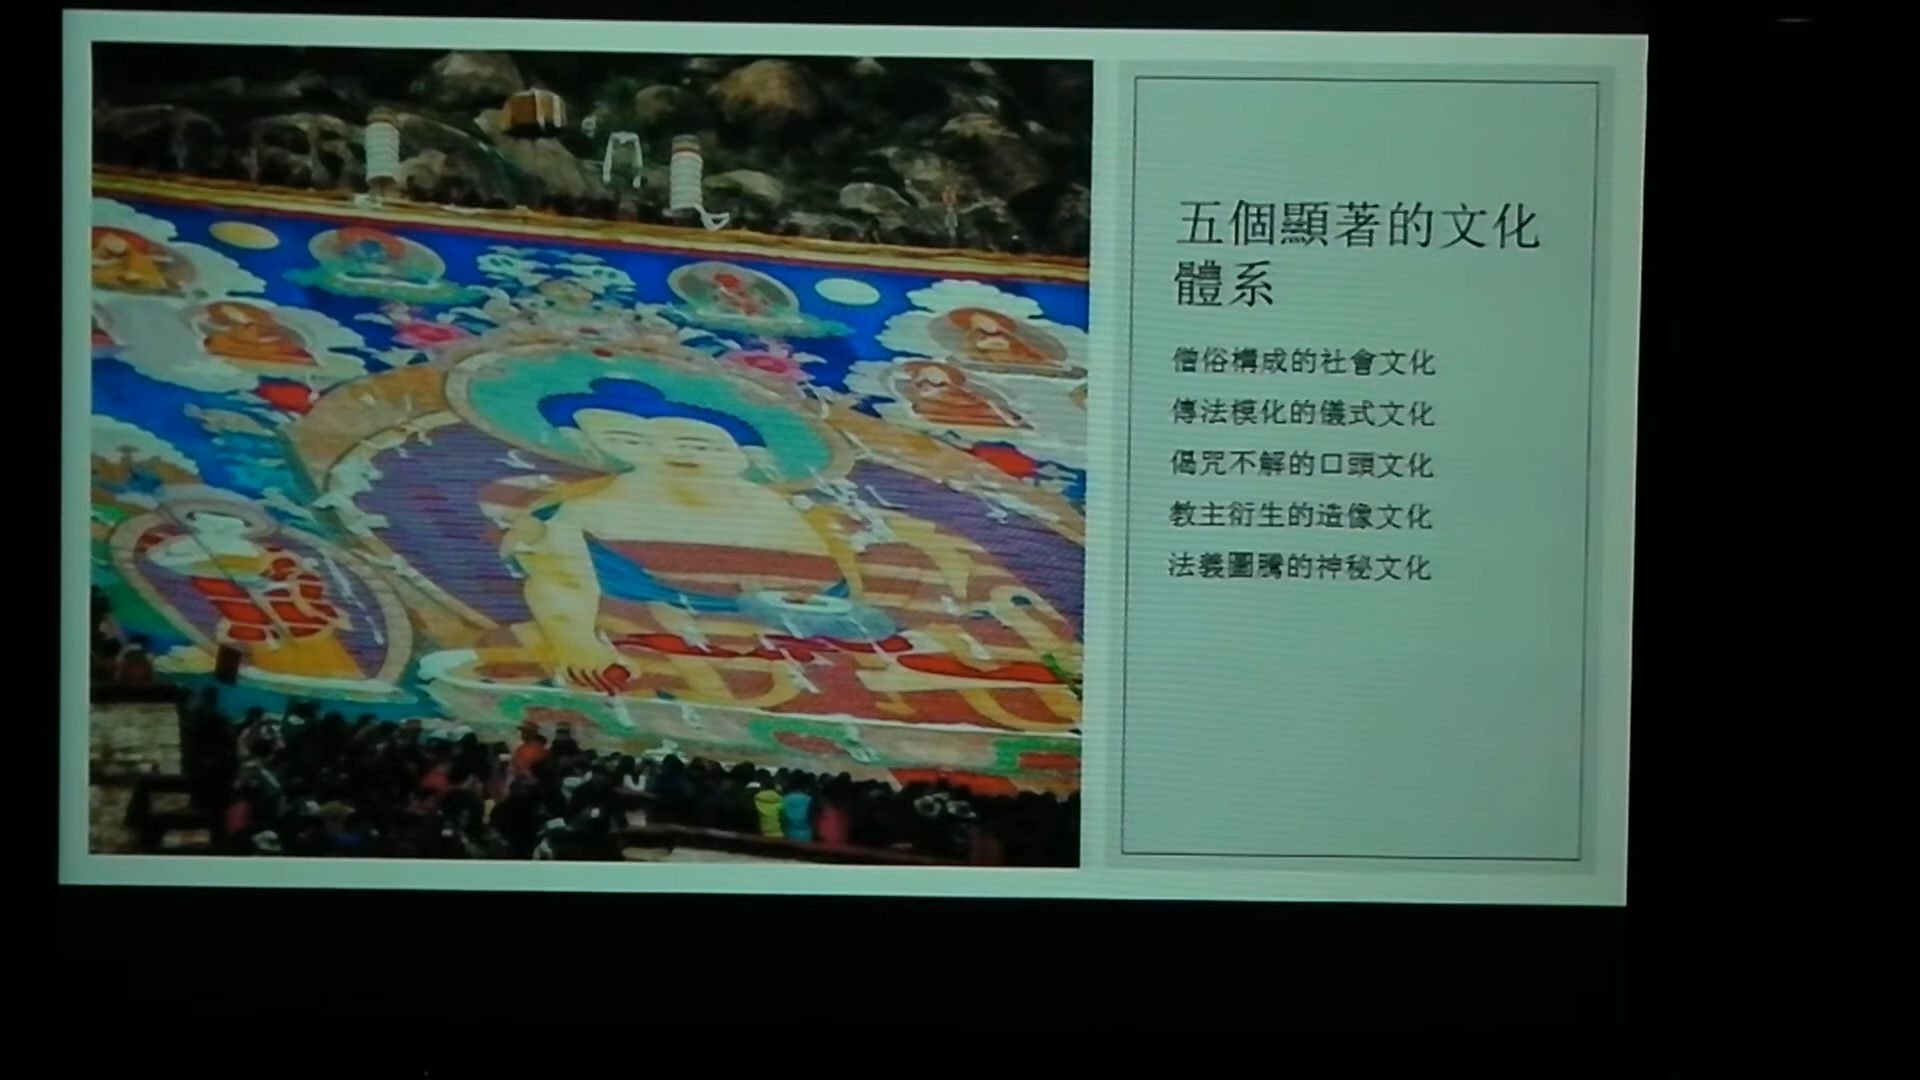 五個顯著的文化
體系
僧俗構成的社會文化
傳法模化的儀式文化
偈咒不解的口頭文化
教主衍生的造像文化
法義圖騰的神秘文化